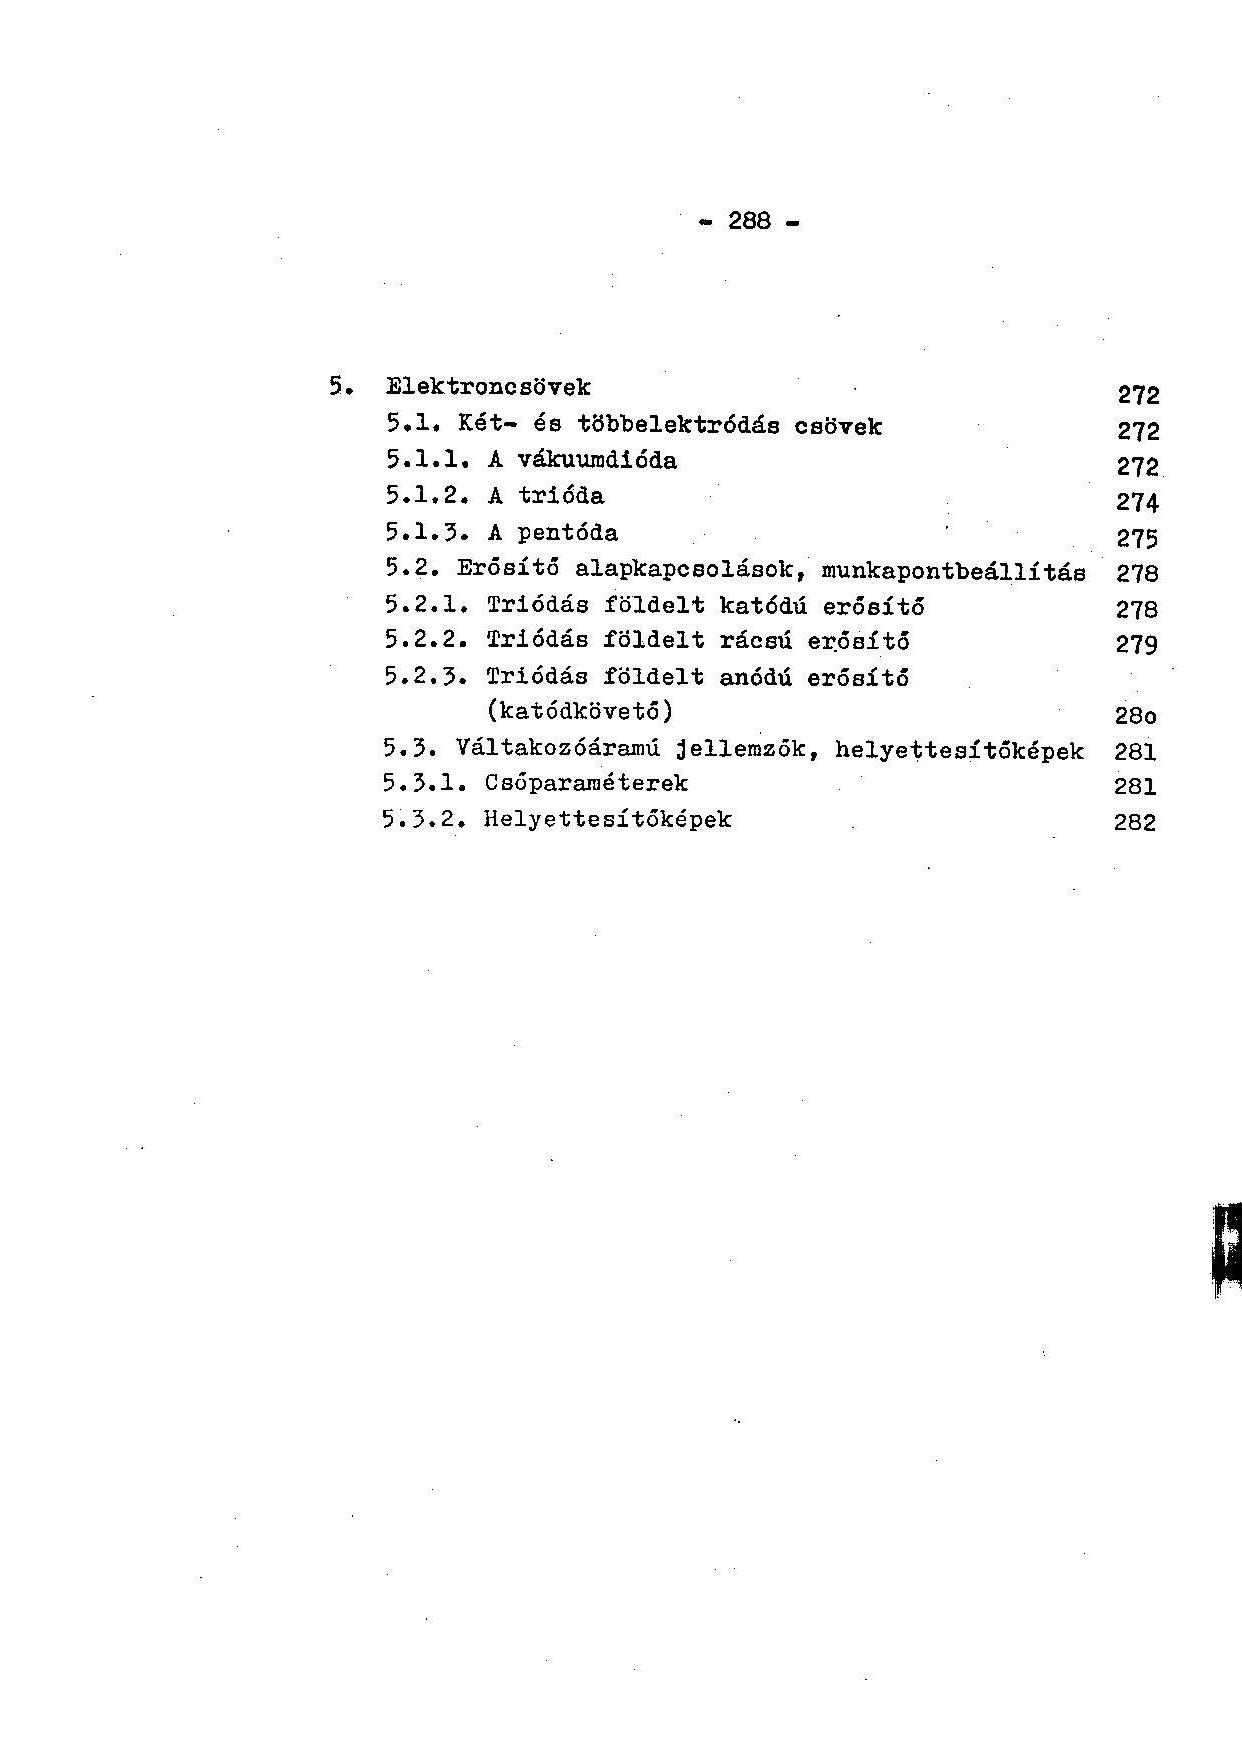 - 288 -
5. Elektroncsövek 272
5.1. Két- és többelektródás csövek 272
5.1.1. A vákuumdióda 272
5.1.2. A trióda 274
5.1.3. A pentóda 275
5.2. Erősítő alapkapcsolások, munkapontbeállítás 278
5.2.1. Triódás földelt katódú erősítő 278
5.2.2. Triódás földelt rácsú erősítő 279
5.2.3. Triódás földelt anódú erősítő
(katódkövető) 28o
5.3. Váltakozóáramú jellemzők, helyettesítőképek 281
5.3.1. Csőparaméterek 281
5.3.2. Helyettesítőképek 282